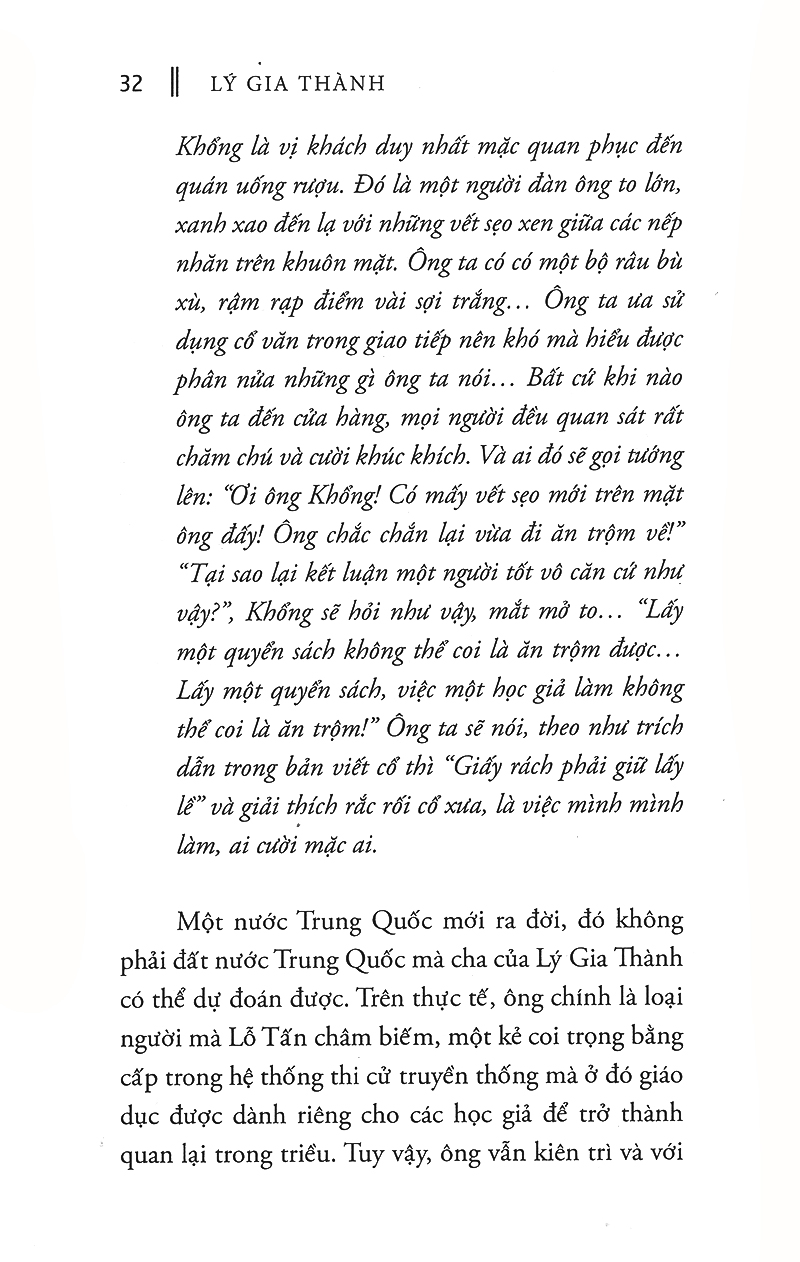 32 || LÝ GIA THÀNH
Khổng là vị khách duy nhất mặc quan phục đến
quán uống rượu. Đó là một người đàn ông to lớn,
xanh xao đến lạ với những vết sẹo xen giữa các nếp
nhăn trên khuôn mặt. Ông ta có có một bộ râu bù
xù, rậm rạp điểm vài sợi trắng... Ông ta ưa sử
dụng cổ văn trong giao tiếp nên khó mà hiểu được
phân nửa những gì ông ta nói... Bất cứ khi nào
ông ta đến cửa hàng, mọi người đều quan sát rất
chăm chú và cười khúc khích. Và ai đó sẽ gọi tướng
lên: “Ơi ông Khổng! Có mấy vết sẹo mới trên mặt
ông đấy! Ông chắc chắn lại vừa đi ăn trộm về!”
“Tại sao lại kết luận một người tốt vô căn cứ như
vậy?”, Khổng sẽ hỏi như vậy, mắt mở to... “Lấy
một quyển sách không thể coi là ăn trộm được...
Lấy một quyển sách, việc một học giả làm không
thể coi là ăn trộm!” Ông ta sẽ nói, theo như trích
dẫn trong bản viết cổ thì “Giấy rách phải giữ lấy
lề” và giải thích rắc rối cổ xưa, là việc mình mình
làm, ai cười mặc ai.
Một nước Trung Quốc mới ra đời, đó không
phải đất nước Trung Quốc mà cha của Lý Gia Thành
có thể dự đoán được. Trên thực tế, ông chính là loại
người mà Lỗ Tấn châm biếm, một kẻ coi trọng bằng
cấp trong hệ thống thi cử truyền thống mà ở đó giáo
dục được dành riêng cho các học giả để trở thành
quan lại trong triều. Tuy vậy, ông vẫn kiên trì và với